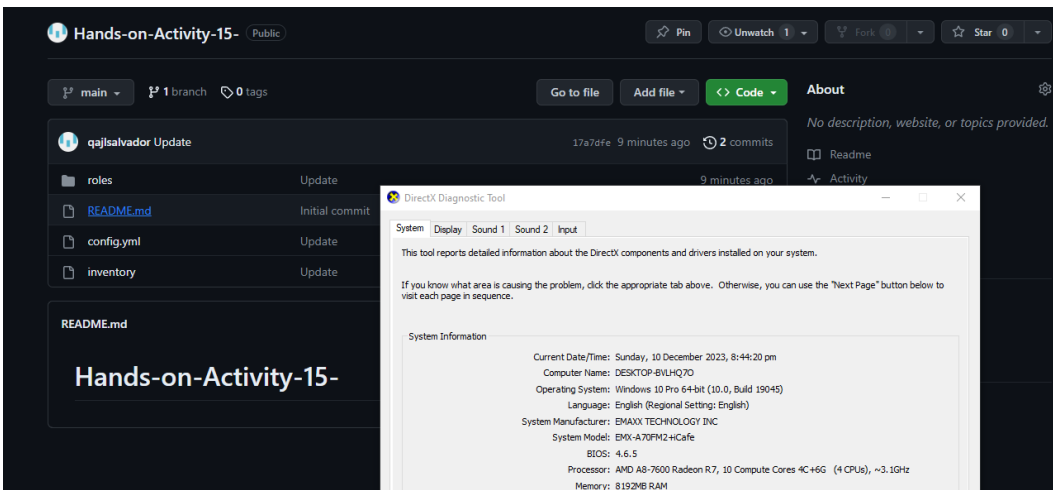 Hands-on-Activity-15- Public
Pin Unwatch 1 Fork 0 Star 0
main 1 branch 0 tags Go to file Add file Code
qajlsalvador Update 17a7dfe 9 minutes ago 2 commits
roles Update 9 minutes ago
README.md Initial commit
config.yml Update
inventory Update
README.md
Hands-on-Activity-15-
About
No description, website, or topics provided.
Readme
Activity
DirectX Diagnostic Tool
System Display Sound 1 Sound 2 Input
This tool reports detailed information about the DirectX components and drivers installed on your system.
If you know what area is causing the problem, click the appropriate tab above. Otherwise, you can use the "Next Page" button below to
visit each page in sequence.
System Information
Current Date/Time: Sunday, 10 December 2023, 8:44:20 pm
Computer Name: DESKTOP-BVLHQ7O
Operating System: Windows 10 Pro 64-bit (10.0, Build 19045)
Language: English (Regional Setting: English)
System Manufacturer: EMAXX TECHNOLOGY INC
System Model: EMX-A70FM2+iCafe
BIOS: 4.6.5
Processor: AMD A8-7600 Radeon R7, 10 Compute Cores 4C+6G (4 CPUs), ~3.1GHz
Memory: 8192MB RAM